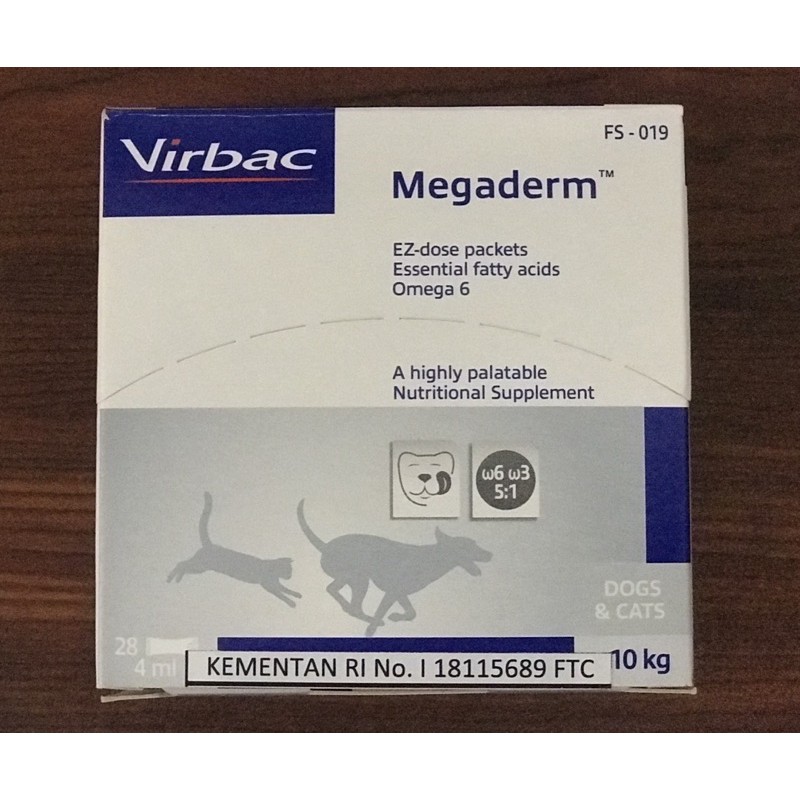 Virbac
FS - 019
Megaderm™
EZ-dose packets
Essential fatty acids
Omega 6
A highly palatable
Nutritional Supplement
ω6 ω3
5:1
DOGS
& CATS
28
4 ml
10 kg
KEMENTAN RI No. I 18115689 FTC